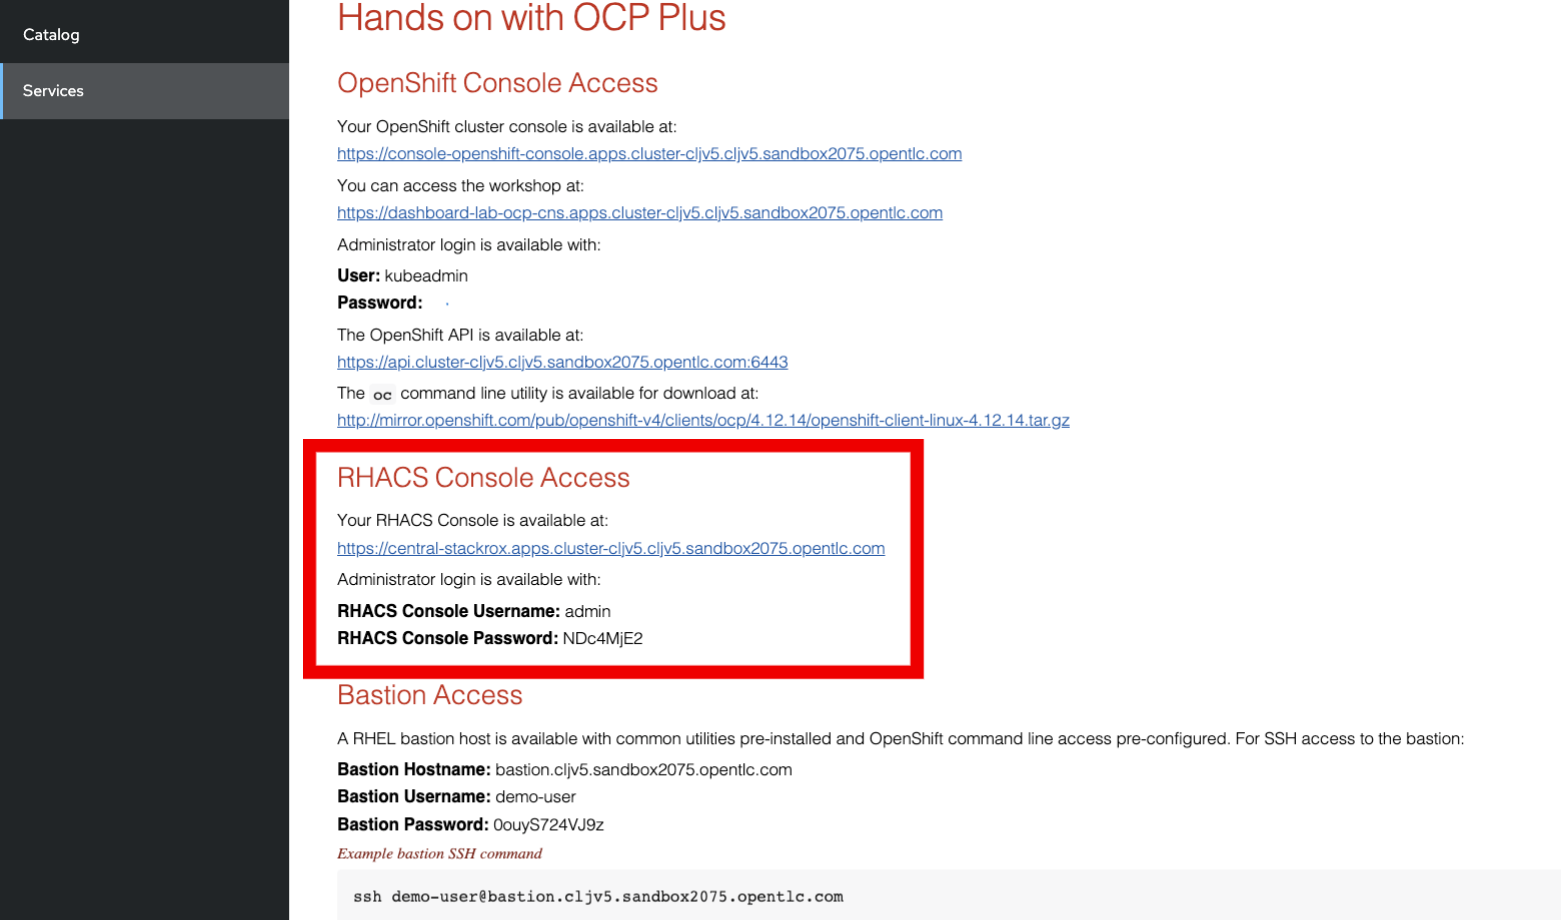 Catalog
Services
Hands on with OCP Plus
OpenShift Console Access
Your OpenShift cluster console is available at:
https://console-openshift-console.apps.cluster-cljv5.cljv5.sandbox2075.opentlc.com
You can access the workshop at:
https://dashboard-lab-ocp-cns.apps.cluster-cljv5.cljv5.sandbox2075.opentlc.com
Administrator login is available with:
User: kubeadmin
Password:
The OpenShift API is available at:
https://api.cluster-cljv5.cljv5.sandbox2075.opentlc.com:6443
The oc command line utility is available for download at:
http://mirror.openshift.com/pub/openshift-v4/clients/ocp/4.12.14/openshift-client-linux-4.12.14.tar.gz
RHACS Console Access
Your RHACS Console is available at:
https://central-stackrox.apps.cluster-cljv5.cljv5.sandbox2075.opentlc.com
Administrator login is available with:
RHACS Console Username: admin
RHACS Console Password: NDc4MjE2
Bastion Access
A RHEL bastion host is available with common utilities pre-installed and OpenShift command line access pre-configured. For SSH access to the bastion:
Bastion Hostname: bastion.cljv5.sandbox2075.opentlc.com
Bastion Username: demo-user
Bastion Password: 0ouyS724VJ9z
Example bastion SSH command
ssh demo-user@bastion.cljv5.sandbox2075.opentlc.com